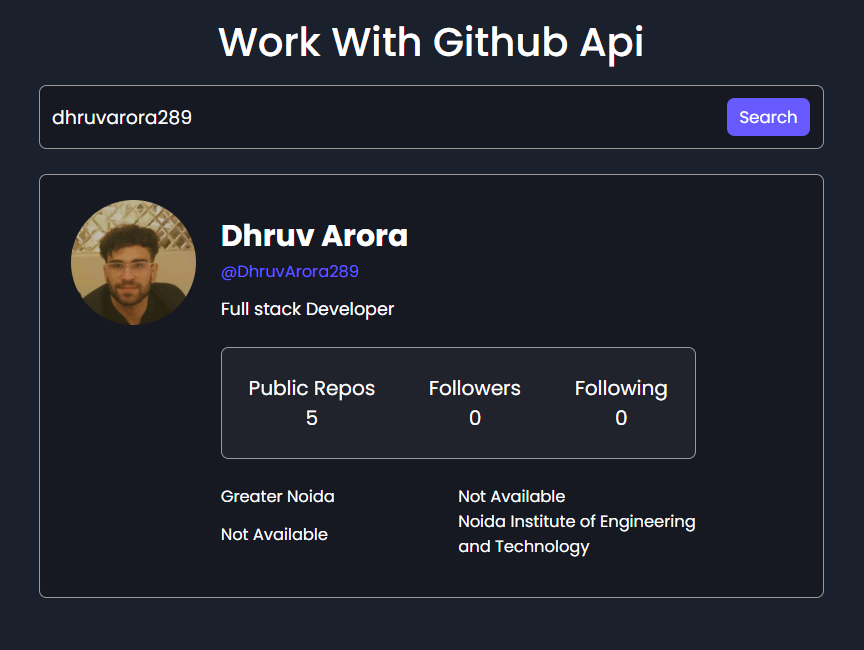 Work With Github Api
dhruvarora289
Search
Dhruv Arora
@DhruvArora289
Full stack Developer
Public Repos
5
Followers
0
Following
0
Greater Noida
Not Available
Not Available
Noida Institute of Engineering
and Technology